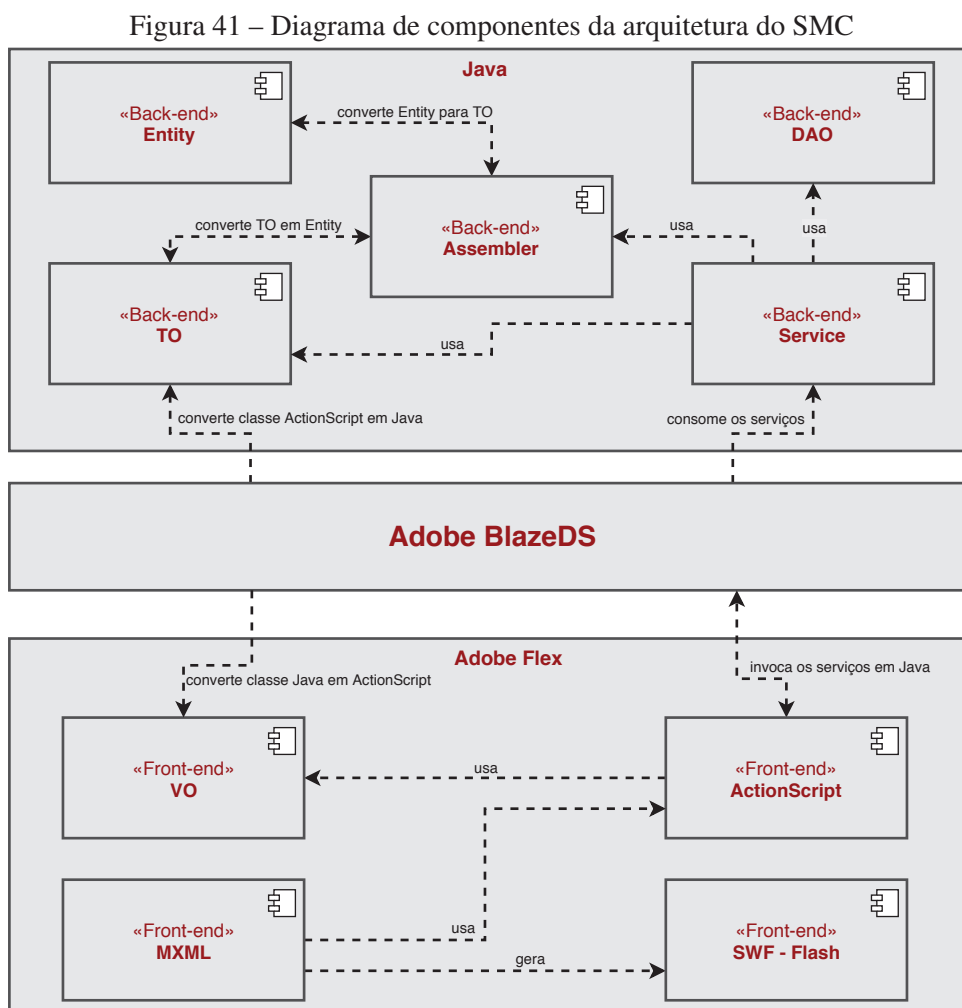 Figura 41 – Diagrama de componentes da arquitetura do SMC
Java
«Back-end»
Entity
converte Entity para TO
«Back-end»
DAO
«Back-end»
Assembler
converte TO em Entity
usa
usa
«Back-end»
TO
usa
«Back-end»
Service
converte classe ActionScript em Java
consome os serviços
Adobe BlazeDS
Adobe Flex
converte classe Java em ActionScript
invoca os serviços em Java
«Front-end»
VO
usa
«Front-end»
ActionScript
«Front-end»
MXML
usa
gera
«Front-end»
SWF - Flash